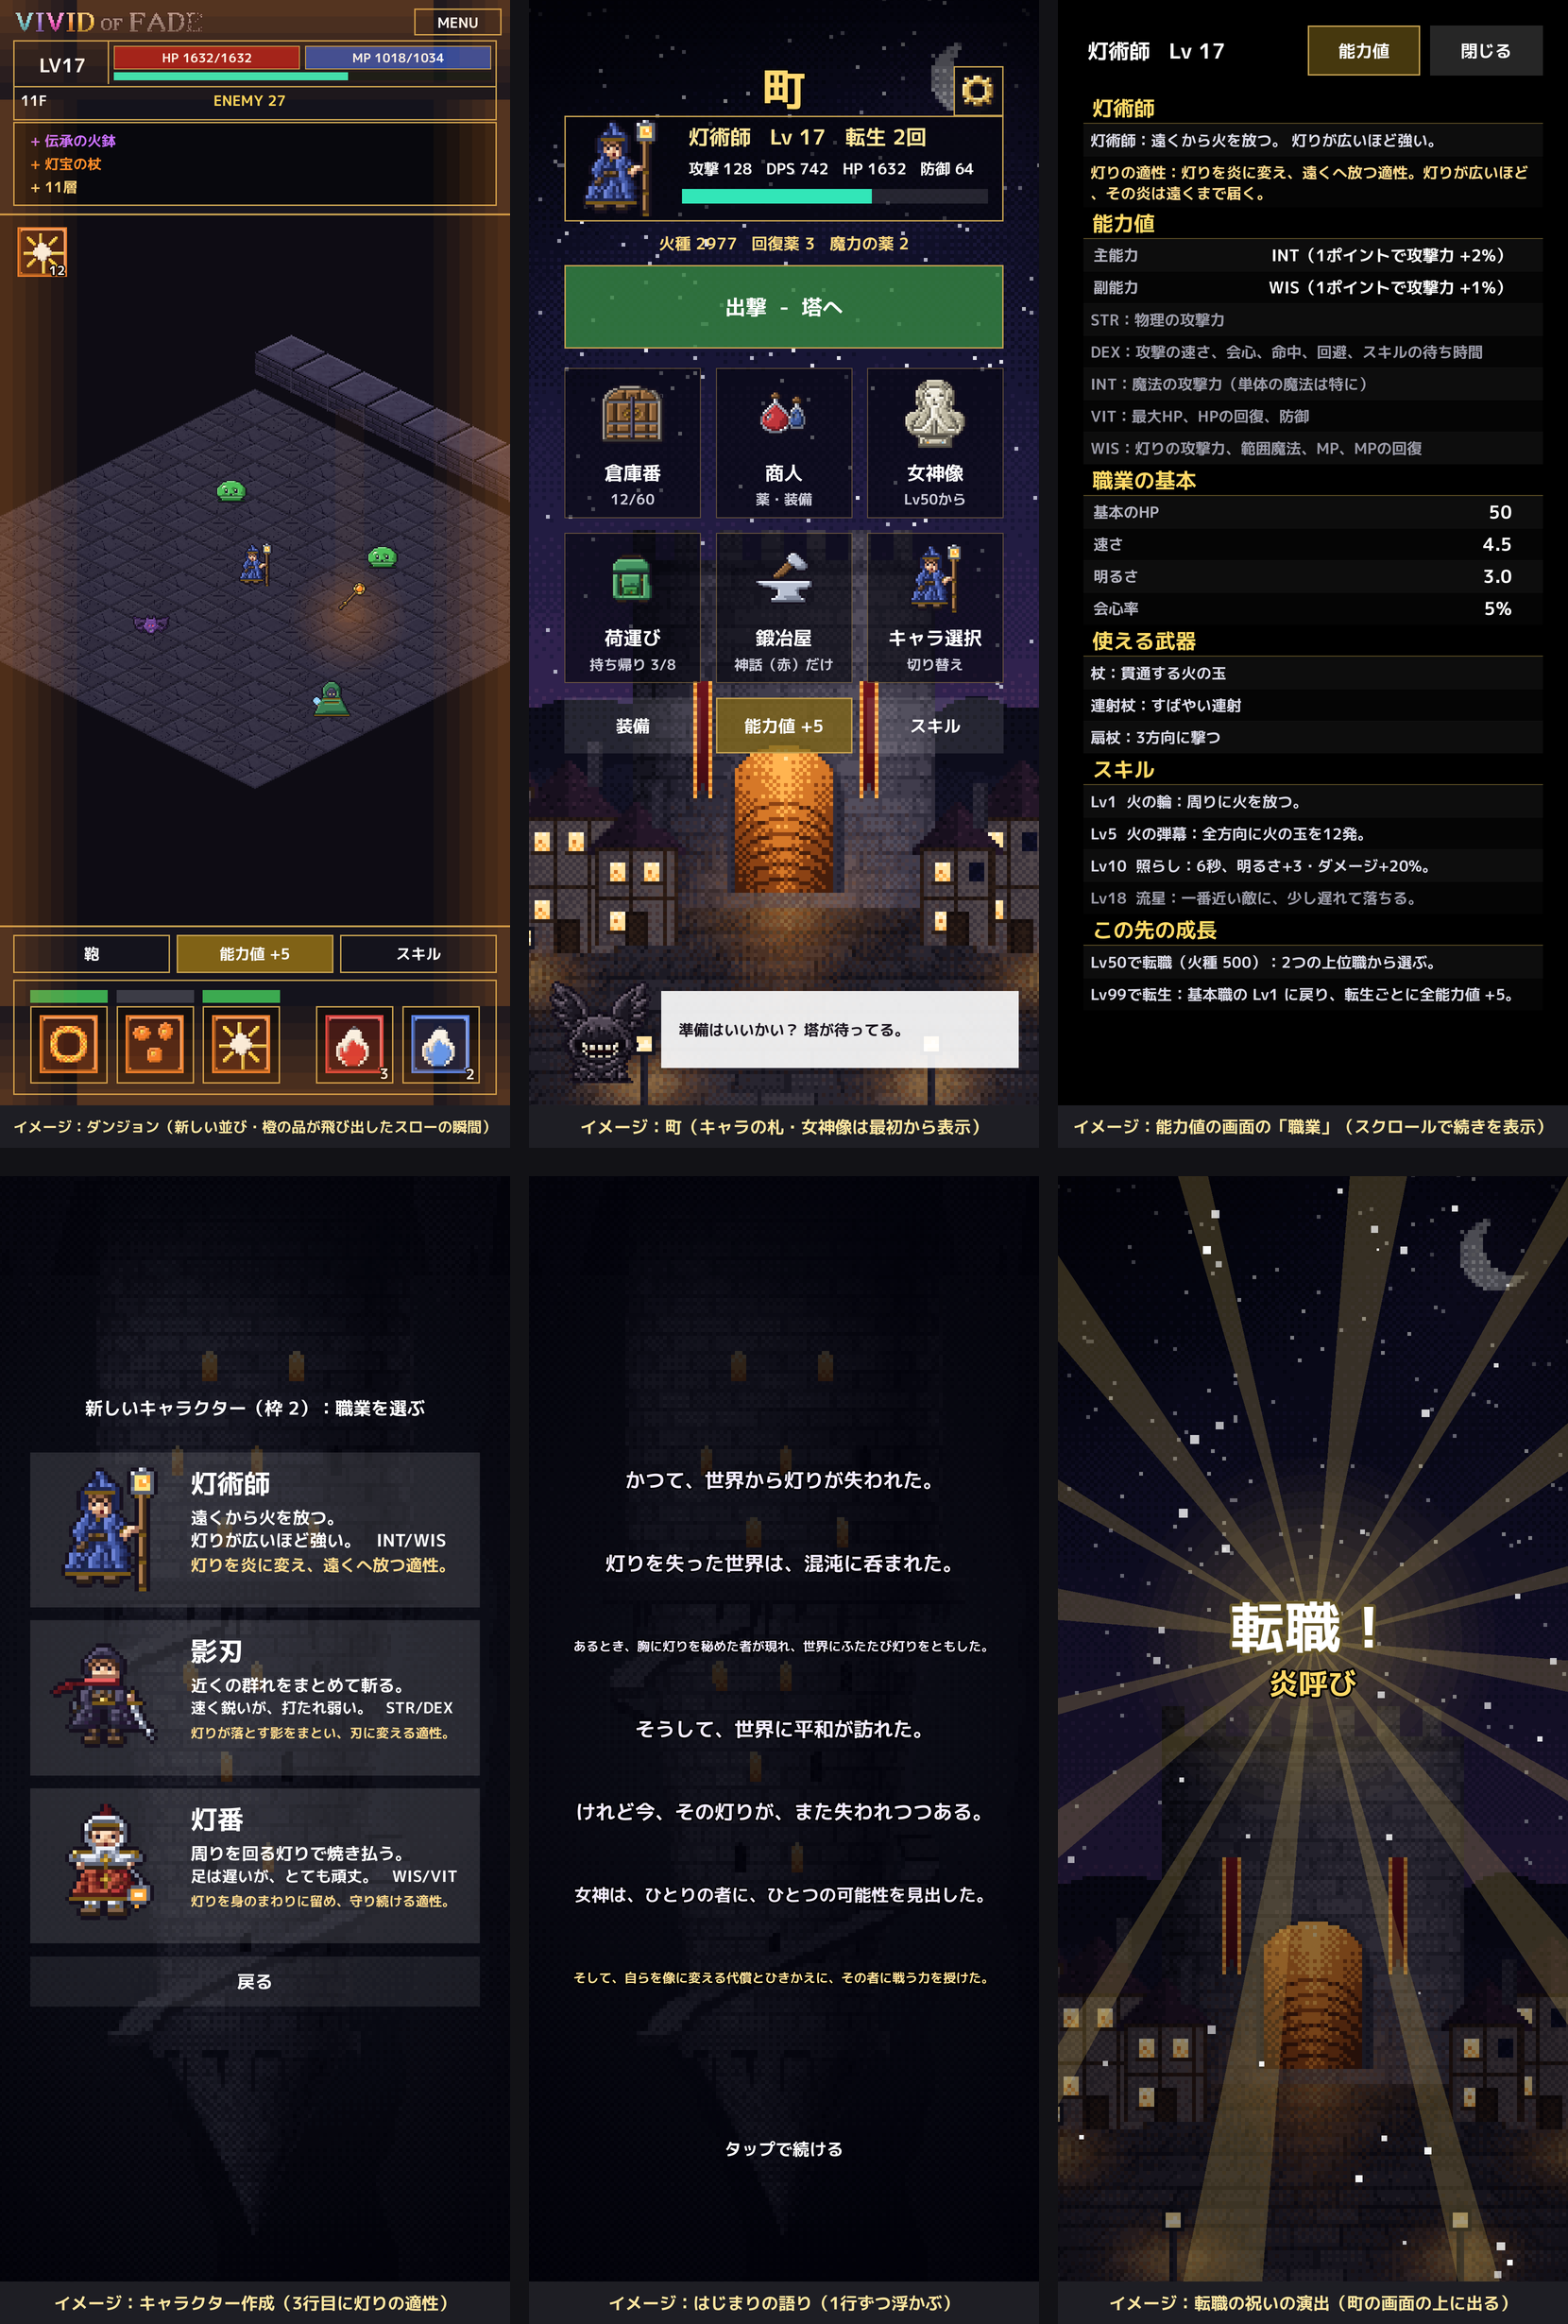 VIVID OF FADE
MENU
LV17
HP 1632/1632
MP 1018/1034
11F
ENEMY 27
+ 伝承の火鉢
+ 灯宝の杖
+ 11層
12
鞄
能力値 +5
スキル
3
2
イメージ：ダンジョン（新しい並び・橙の品が飛び出したスローの瞬間）
町
灯術師 Lv 17 転生 2回
攻撃 128 DPS 742 HP 1632 防御 64
火種 2977 回復薬 3 魔力の薬 2
出撃 - 塔へ
倉庫番
12/60
商人
薬・装備
女神像
Lv50から
荷運び
持ち帰り 3/8
鍛冶屋
神話（赤）だけ
キャラ選択
切り替え
装備
能力値 +5
スキル
準備はいいかい？ 塔が待ってる。
イメージ：町（キャラの札・女神像は最初から表示）
灯術師 Lv 17
能力値
閉じる
灯術師
灯術師：遠くから火を放つ。 灯りが広いほど強い。
灯りの適性：灯りを炎に変え、遠くへ放つ適性。灯りが広いほど
、その炎は遠くまで届く。
能力値
主能力 INT（1ポイントで攻撃力 +2%）
副能力 WIS（1ポイントで攻撃力 +1%）
STR：物理の攻撃力
DEX：攻撃の速さ、会心、命中、回避、スキルの待ち時間
INT：魔法の攻撃力（単体の魔法は特に）
VIT：最大HP、HPの回復、防御
WIS：灯りの攻撃力、範囲魔法、MP、MPの回復
職業の基本
基本のHP 50
速さ 4.5
明るさ 3.0
会心率 5%
使える武器
杖：貫通する火の玉
連射杖：すばやい連射
扇杖：3方向に撃つ
スキル
Lv1 火の輪：周りに火を放つ。
Lv5 火の弾幕：全方向に火の玉を12発。
Lv10 照らし：6秒、明るさ+3・ダメージ+20%。
Lv18 流星：一番近い敵に、少し遅れて落ちる。
この先の成長
Lv50で転職（火種 500）：2つの上位職から選ぶ。
Lv99で転生：基本職の Lv1 に戻り、転生ごとに全能力値 +5。
イメージ：能力値の画面の「職業」（スクロールで続きを表示）
新しいキャラクター（枠 2）：職業を選ぶ
灯術師
遠くから火を放つ。
灯りが広いほど強い。 INT/WIS
灯りを炎に変え、遠くへ放つ適性。
影刃
近くの群れをまとめて斬る。
速く鋭いが、打たれ弱い。 STR/DEX
灯りが落とす影をまとい、刃に変える適性。
灯番
周りを回る灯りで焼き払う。
足は遅いが、とても頑丈。 WIS/VIT
灯りを身のまわりに留め、守り続ける適性。
戻る
イメージ：キャラクター作成（3行目に灯りの適性）
かつて、世界から灯りが失われた。
灯りを失った世界は、混沌に呑まれた。
あるとき、胸に灯りを秘めた者が現れ、世界にふたたび灯りをともした。
そうして、世界に平和が訪れた。
けれど今、その灯りが、また失われつつある。
女神は、ひとりの者に、ひとつの可能性を見出した。
そして、自らを像に変える代償とひきかえに、その者に戦う力を授けた。
タップで続ける
イメージ：はじまりの語り（1行ずつ浮かぶ）
転職！
炎呼び
イメージ：転職の祝いの演出（町の画面の上に出る）